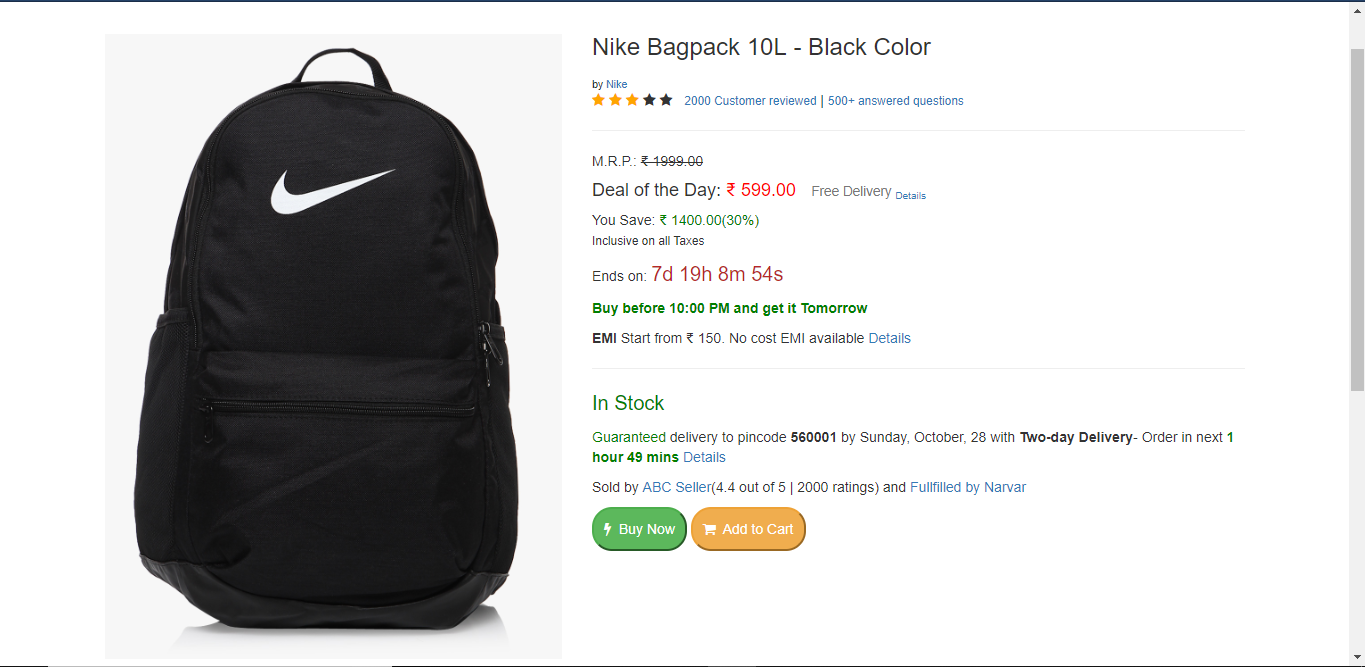 Nike Bagpack 10L - Black Color
by Nike
2000 Customer reviewed | 500+ answered questions
M.R.P.: ₹ 1999.00
Deal of the Day: ₹ 599.00 Free Delivery Details
You Save: ₹ 1400.00(30%)
Inclusive on all Taxes
Ends on: 7d 19h 8m 54s
Buy before 10:00 PM and get it Tomorrow
EMI Start from ₹ 150. No cost EMI available Details
In Stock
Guaranteed delivery to pincode 560001 by Sunday, October, 28 with Two-day Delivery- Order in next 1
hour 49 mins Details
Sold by ABC Seller(4.4 out of 5 | 2000 ratings) and Fullfilled by Narvar
Buy Now Add to Cart